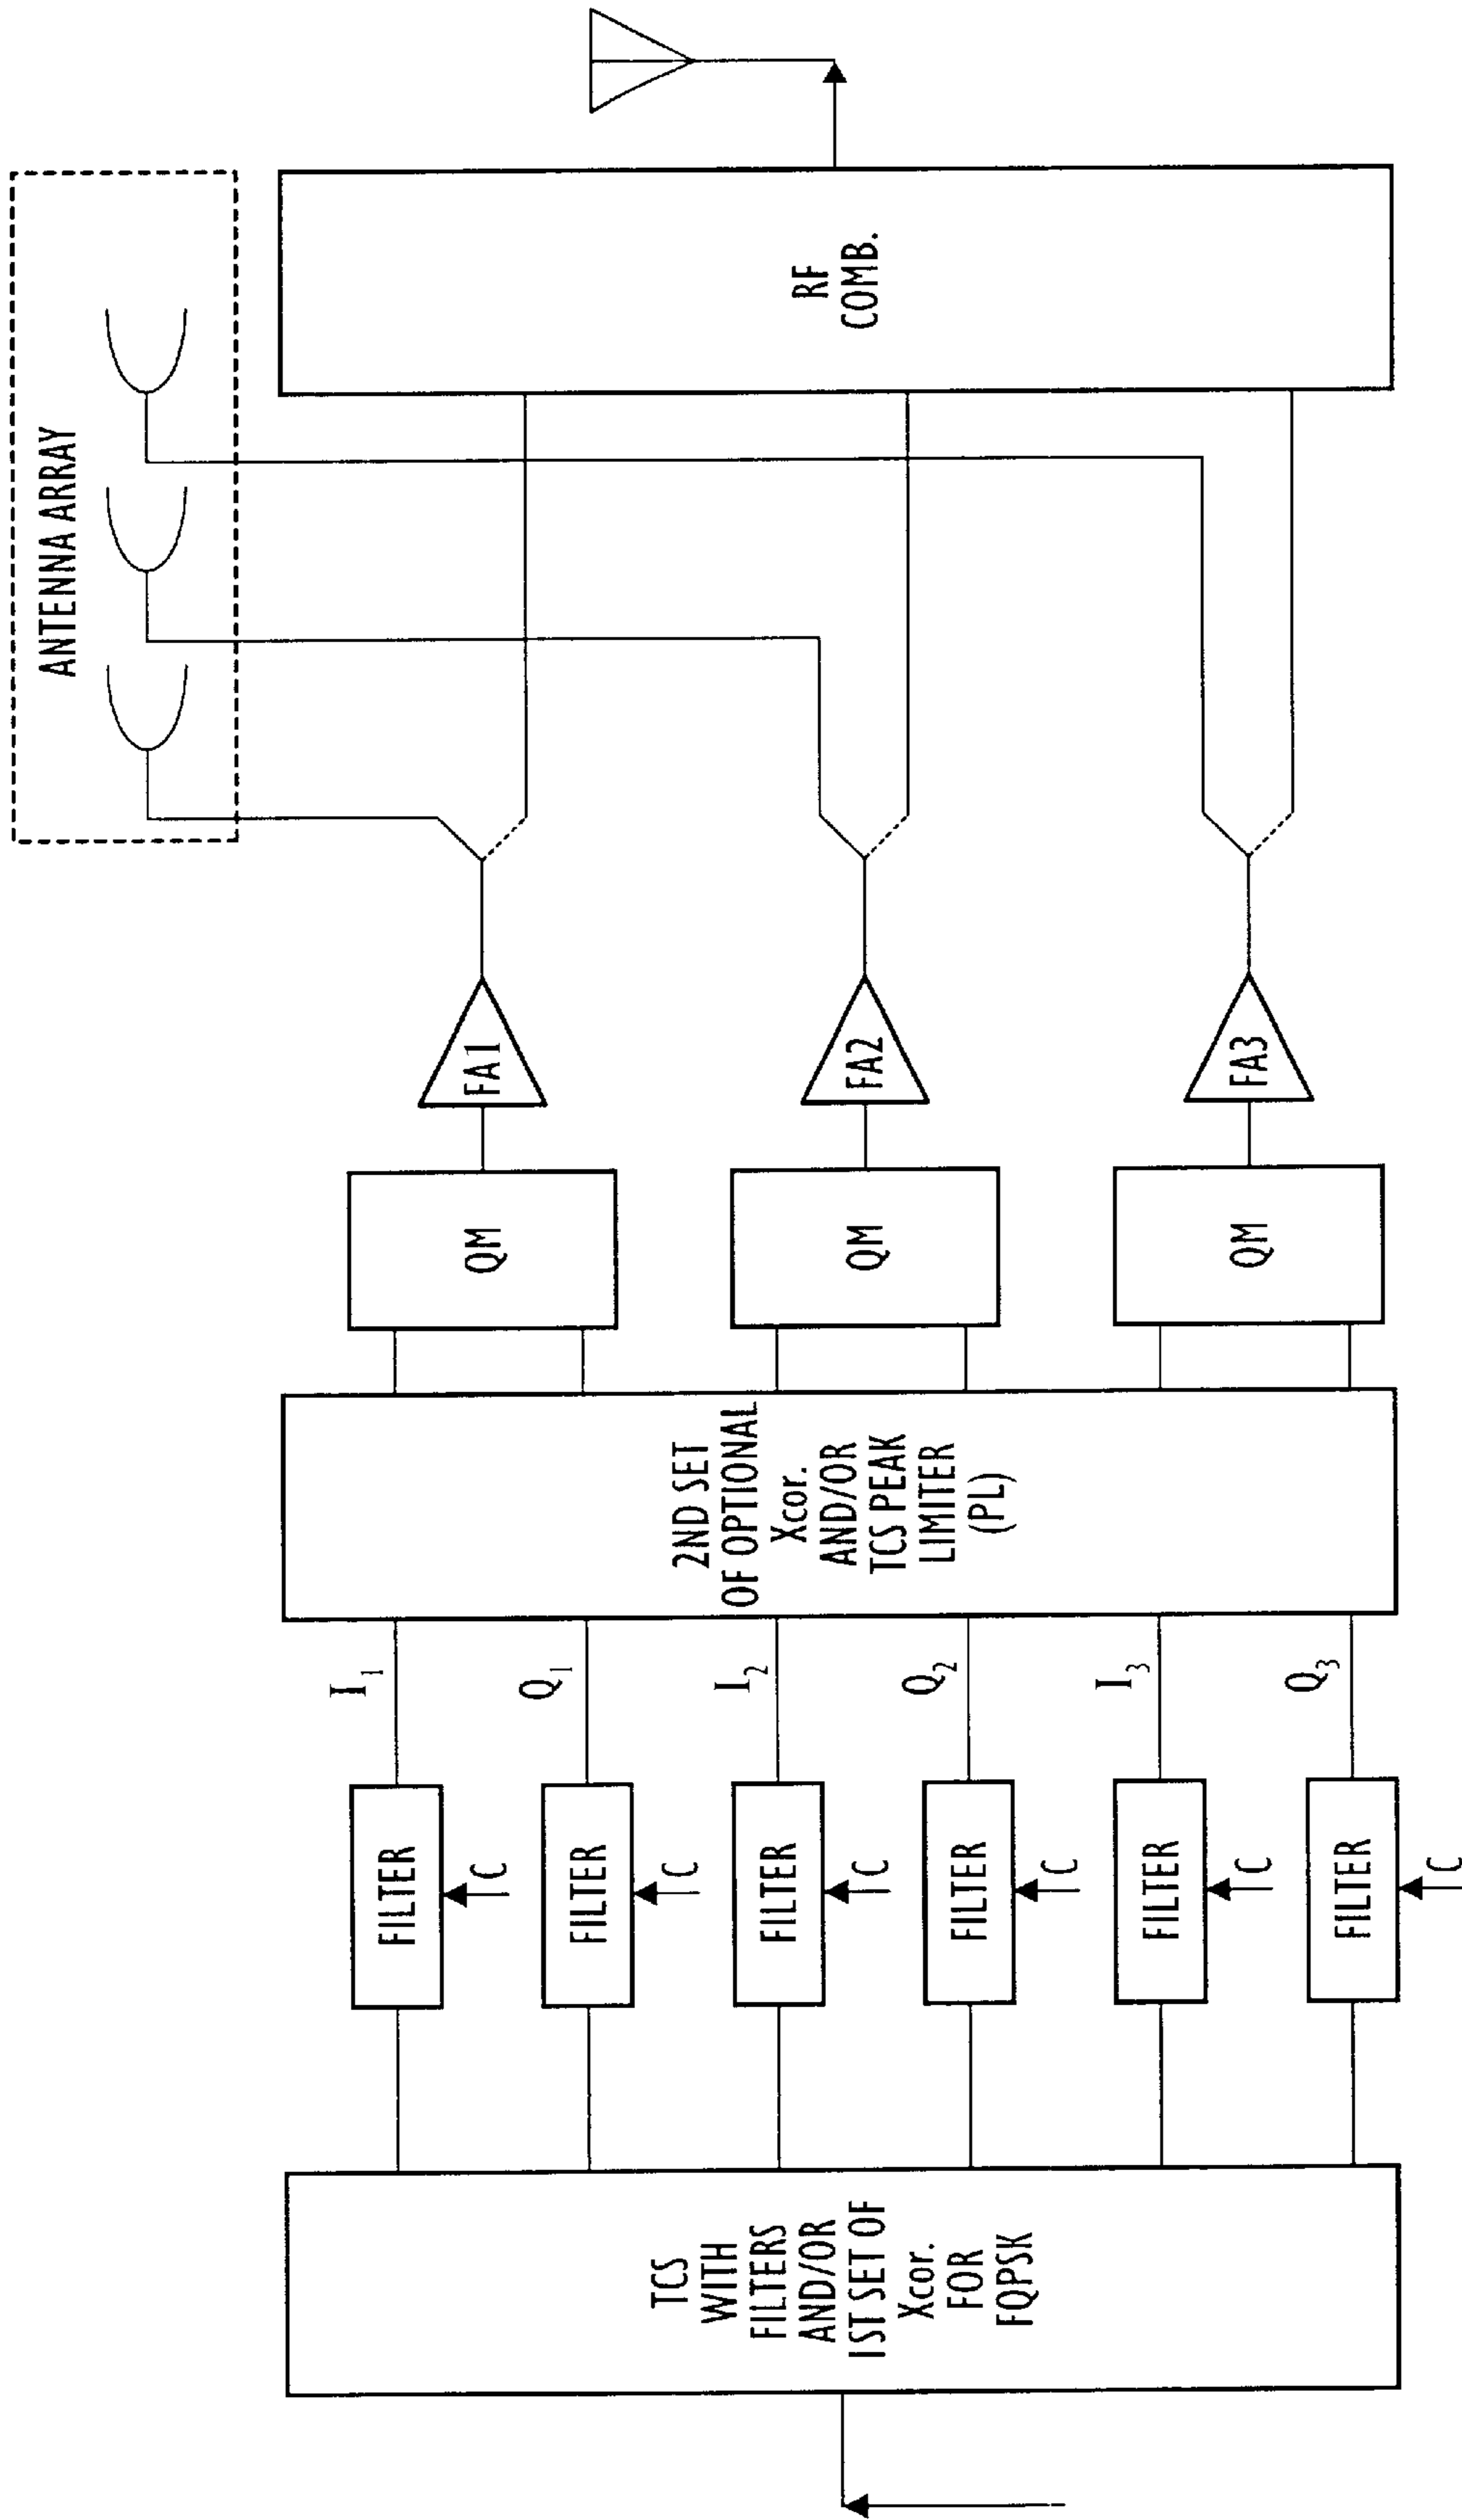 TCS
WITH
FILTERS
AND/OR
1ST SET OF
Xcor.
FOR
FQPSK
FILTER
C
FILTER
C
FILTER
C
FILTER
C
FILTER
C
FILTER
C
I1
Q1
I2
Q2
I3
Q3
2ND SET
OF OPTIONAL
Xcor.
AND/OR
TCS PEAK
LIMITER
(PL)
QM
QM
QM
FA1
FA2
FA3
ANTENNA ARRAY
RF
COMB.